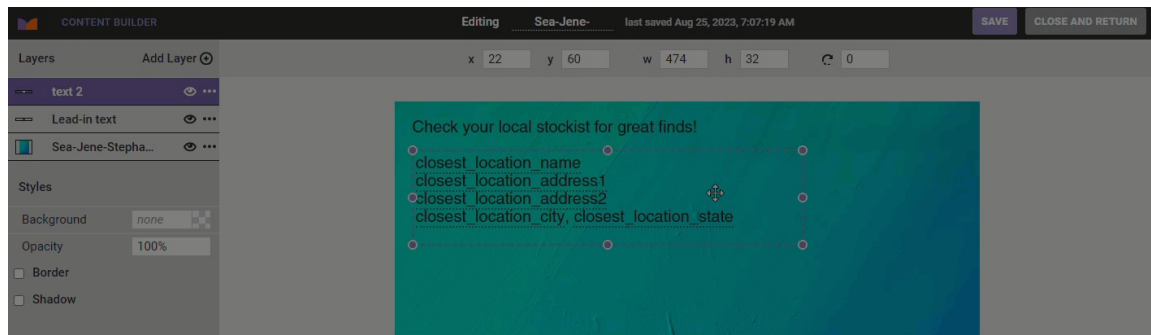 CONTENT BUILDER
Editing Sea-Jene- last saved Aug 25, 2023, 7:07:19 AM
SAVE CLOSE AND RETURN
Layers Add Layer
x 22 y 60 w 474 h 32 0
text 2
Lead-in text
Sea-Jene-Stepha...
Styles
Background none
Opacity 100%
Border
Shadow
Check your local stockist for great finds!
closest_location_name
closest_location_address1
closest_location_address2
closest_location_city, closest_location_state